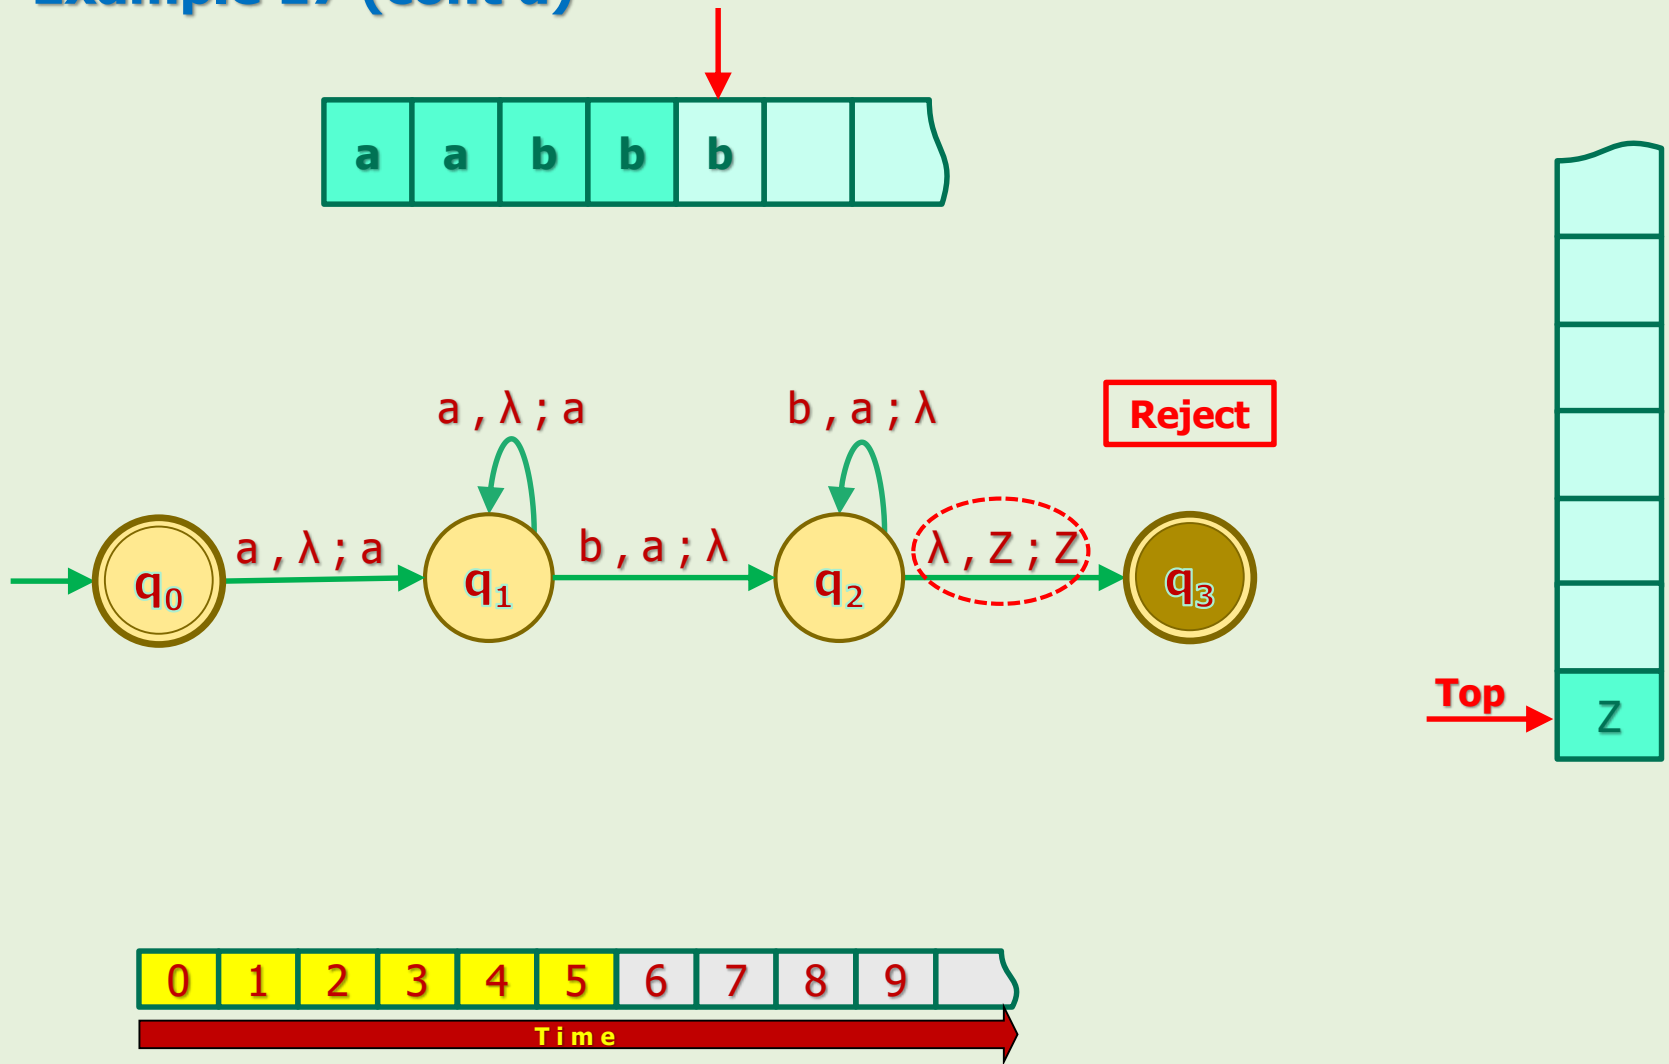 a a b b b
a , λ ; a
b , a ; λ
Reject
q0
a , λ ; a
q1
b , a ; λ
q2
λ , Z ; Z
q3
Top
Z
0 1 2 3 4 5 6 7 8 9
Time